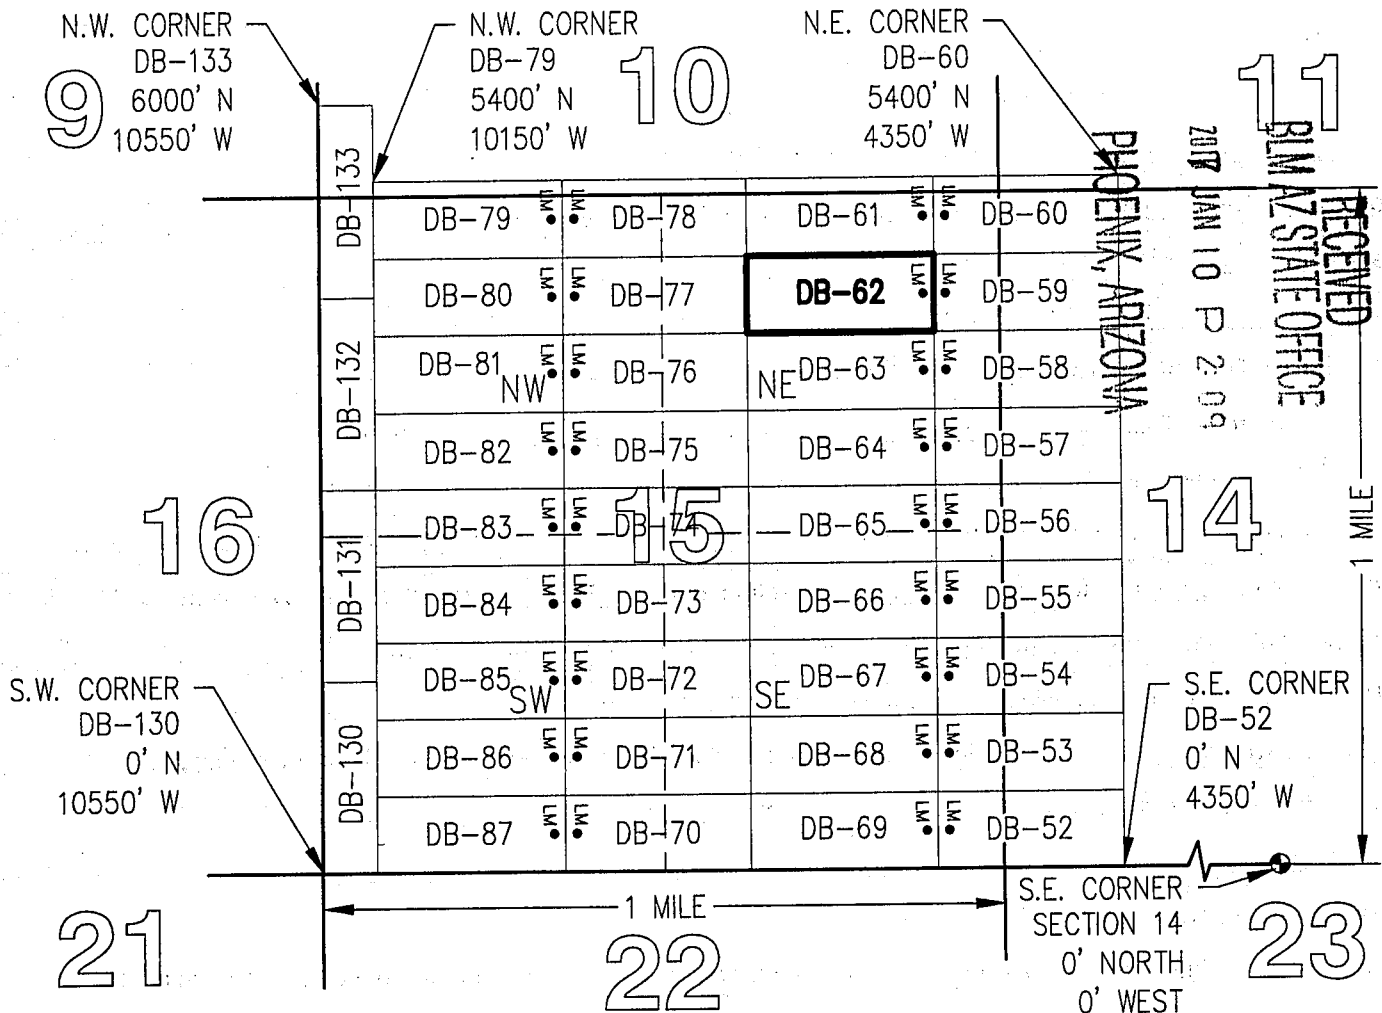 N.W. CORNER
DB-133
6000' N
10550' W
N.W. CORNER
DB-79
5400' N
10150' W
N.E. CORNER
DB-60
5400' N
4350' W
9
10
11
RECEIVED
BLM AZ STATE OFFICE
JAN 10 P 2:09
PHOENIX, ARIZONA
DB-133
DB-79 LM LM DB-78 DB-61 LM LM DB-60
DB-80 LM LM DB-77 DB-62 LM LM DB-59
DB-132
DB-81 NW LM LM DB-76 NE DB-63 LM LM DB-58
DB-82 LM LM DB-75 DB-64 LM LM DB-57
16
15
14
1 MILE
DB-83 LM LM DB-74 DB-65 LM LM DB-56
DB-131
DB-84 LM LM DB-73 DB-66 LM LM DB-55
DB-85 SW LM LM DB-72 SE DB-67 LM LM DB-54
DB-130
DB-86 LM LM DB-71 DB-68 LM LM DB-53
DB-87 LM LM DB-70 DB-69 LM LM DB-52
S.W. CORNER
DB-130
0' N
10550' W
S.E. CORNER
DB-52
0' N
4350' W
1 MILE
S.E. CORNER
SECTION 14
0' NORTH
0' WEST
21
22
23